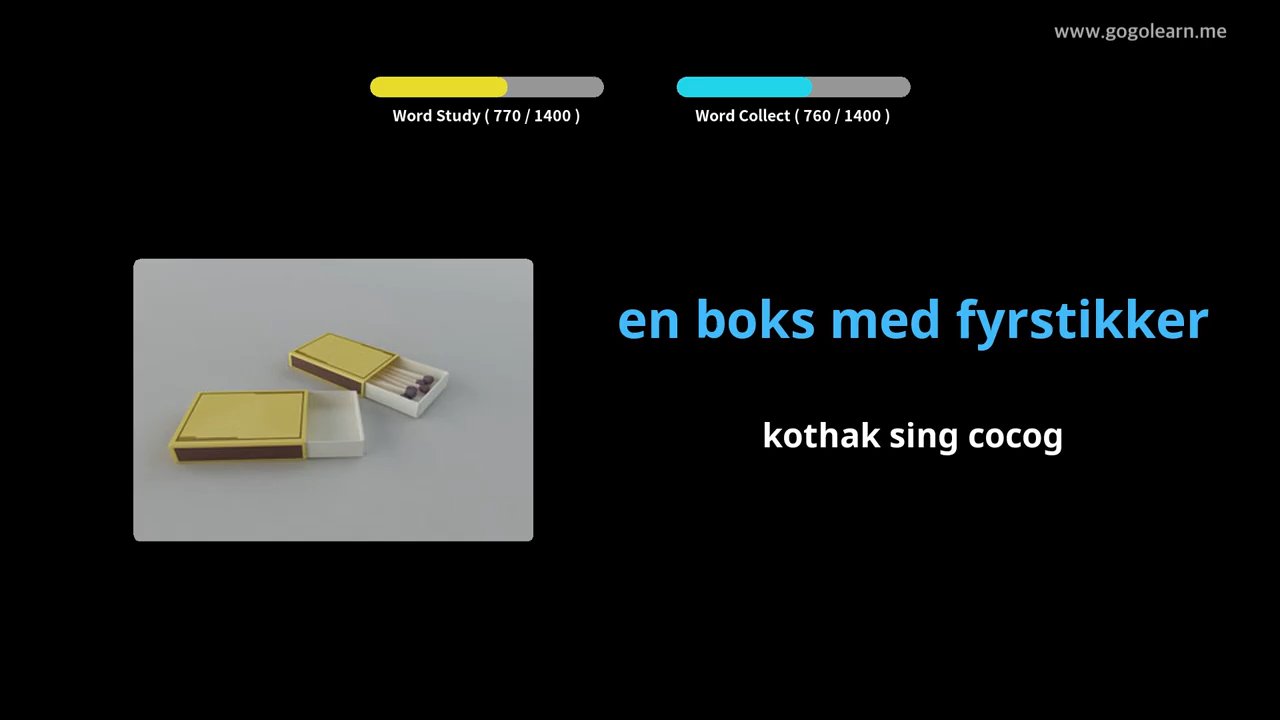 www.gogolearn.me
Word Study ( 770 / 1400 )
Word Collect ( 760 / 1400 )
en boks med fyrstikker
kothak sing cocog